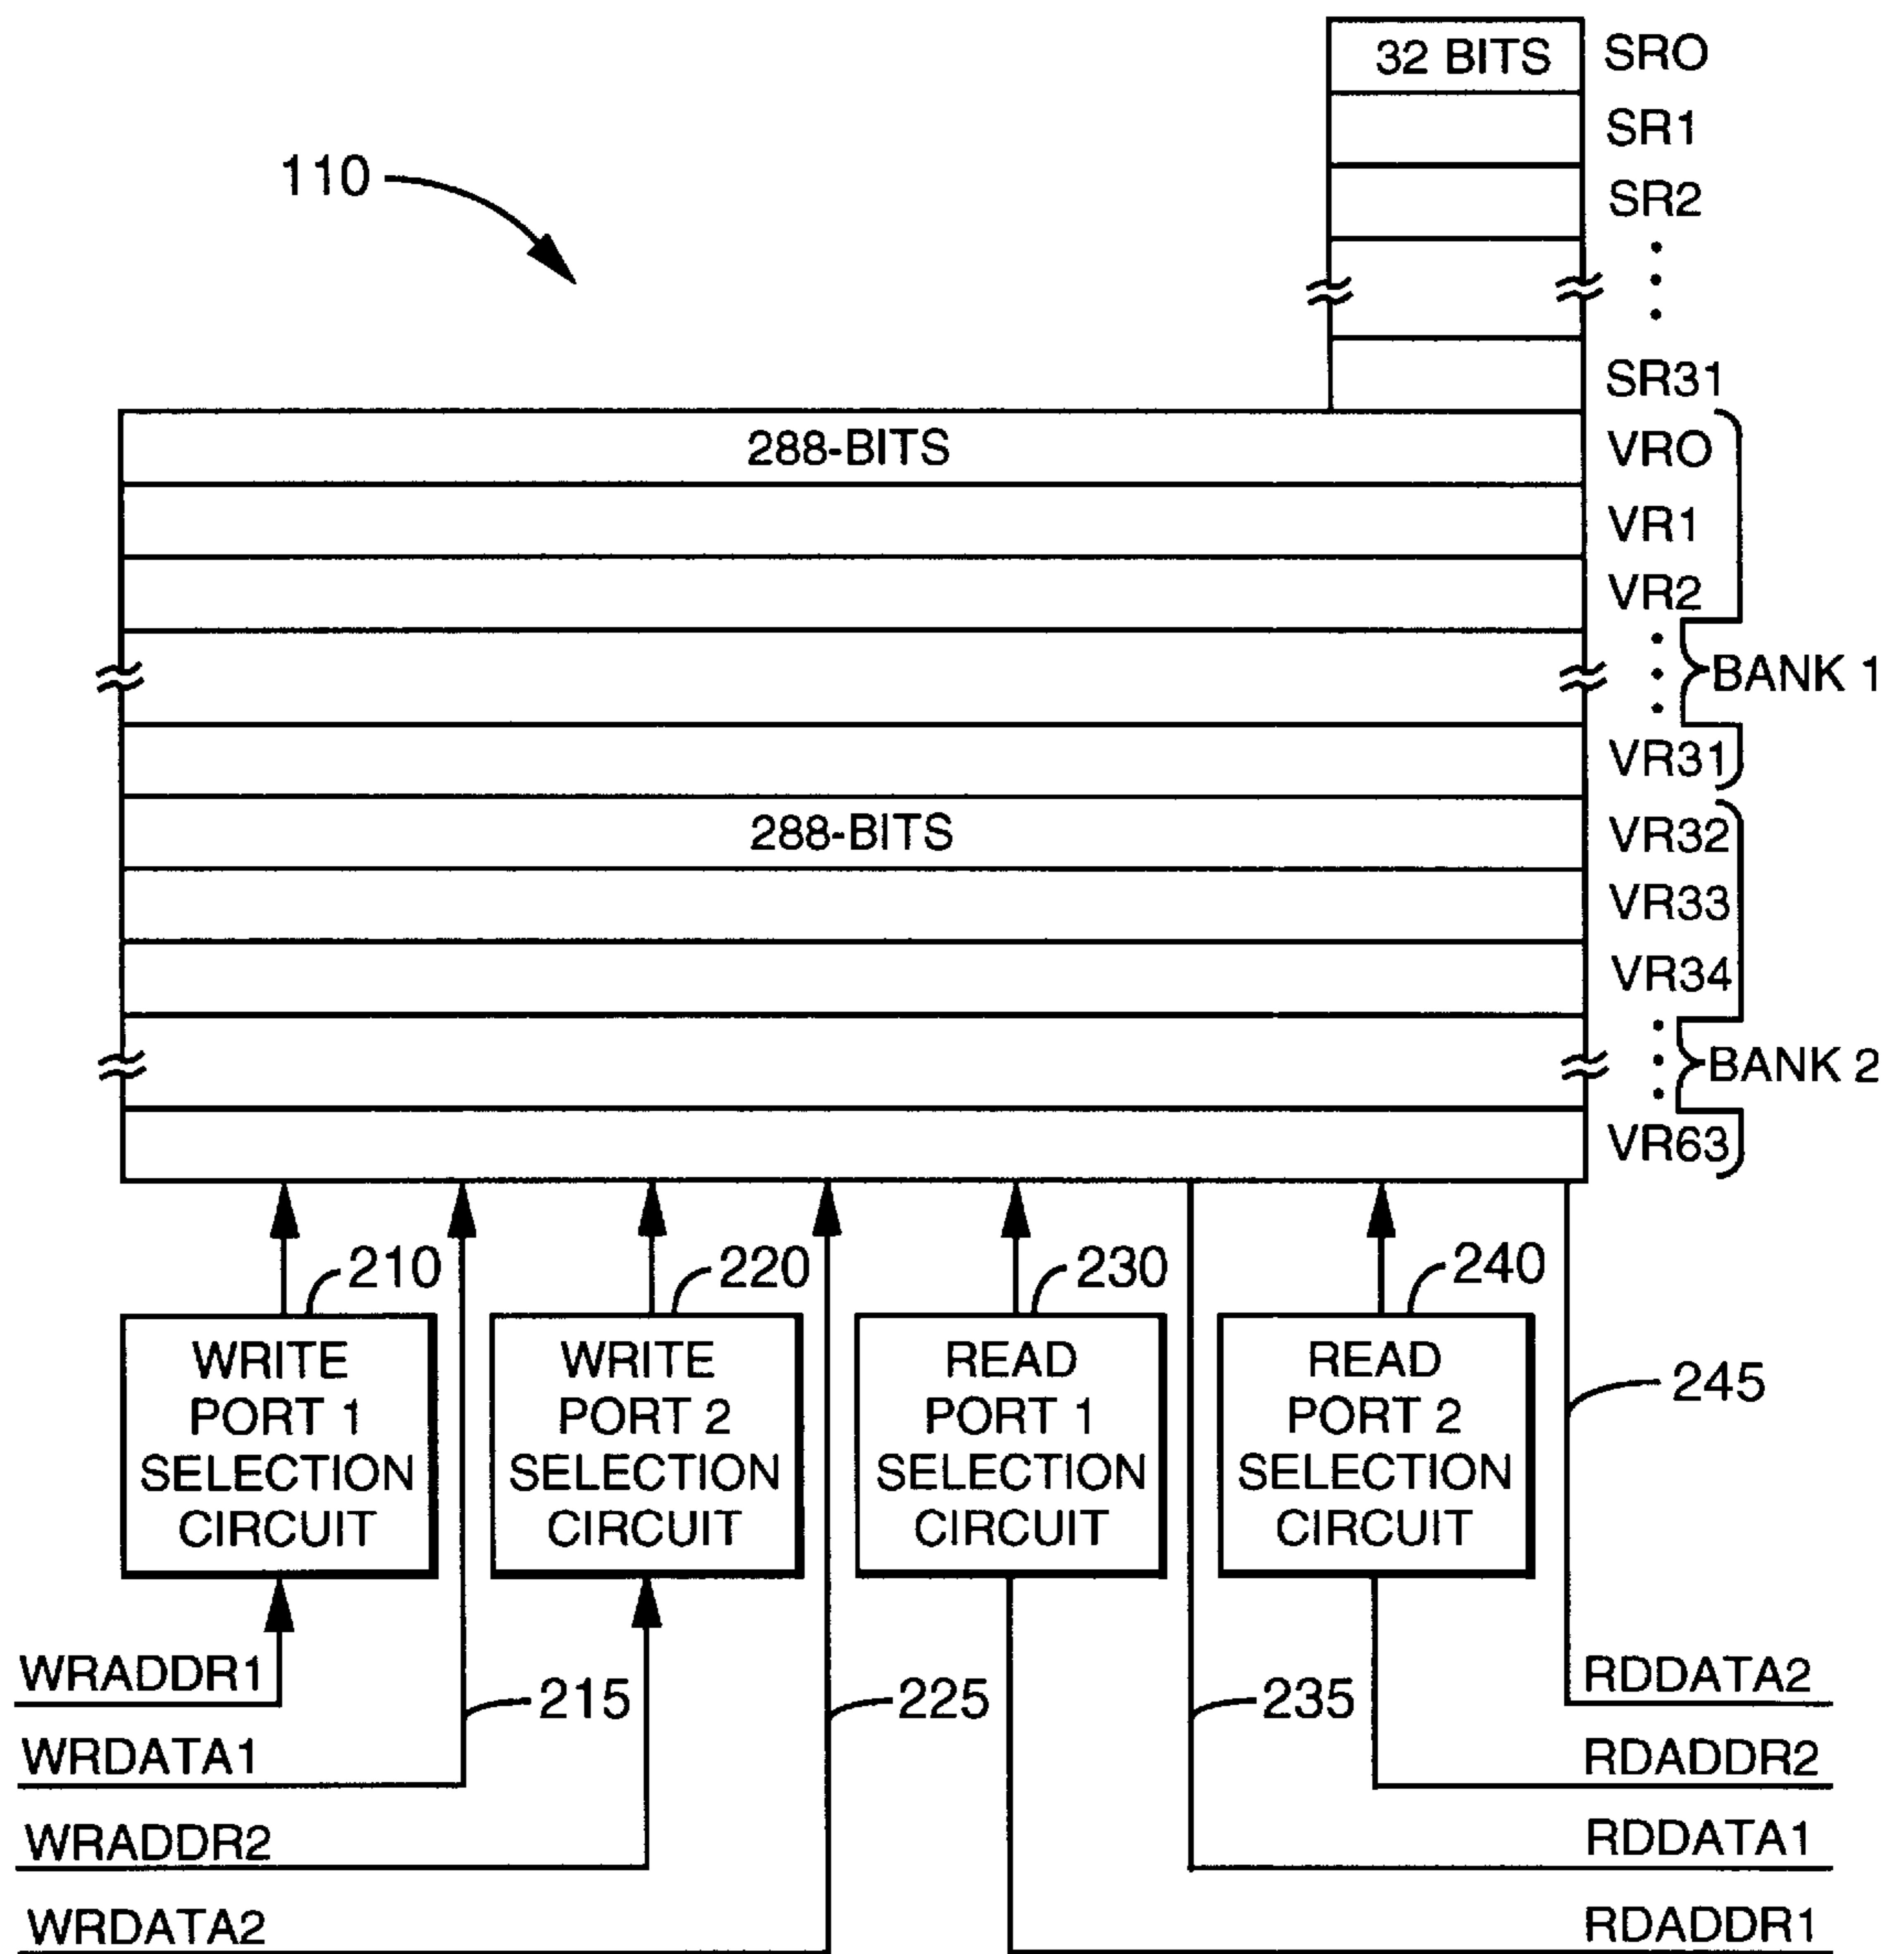 32 BITS SRO
SR1
110
SR2
SR31
288-BITS VRO
VR1
VR2
BANK 1
VR31
288-BITS VR32
VR33
VR34
BANK 2
VR63
210 220 230 240
WRITE PORT 1 SELECTION CIRCUIT
WRITE PORT 2 SELECTION CIRCUIT
READ PORT 1 SELECTION CIRCUIT
READ PORT 2 SELECTION CIRCUIT
245
WRADDR1
215
225
235
RDDATA2
WRDATA1
RDADDR2
WRADDR2
RDDATA1
WRDATA2
RDADDR1